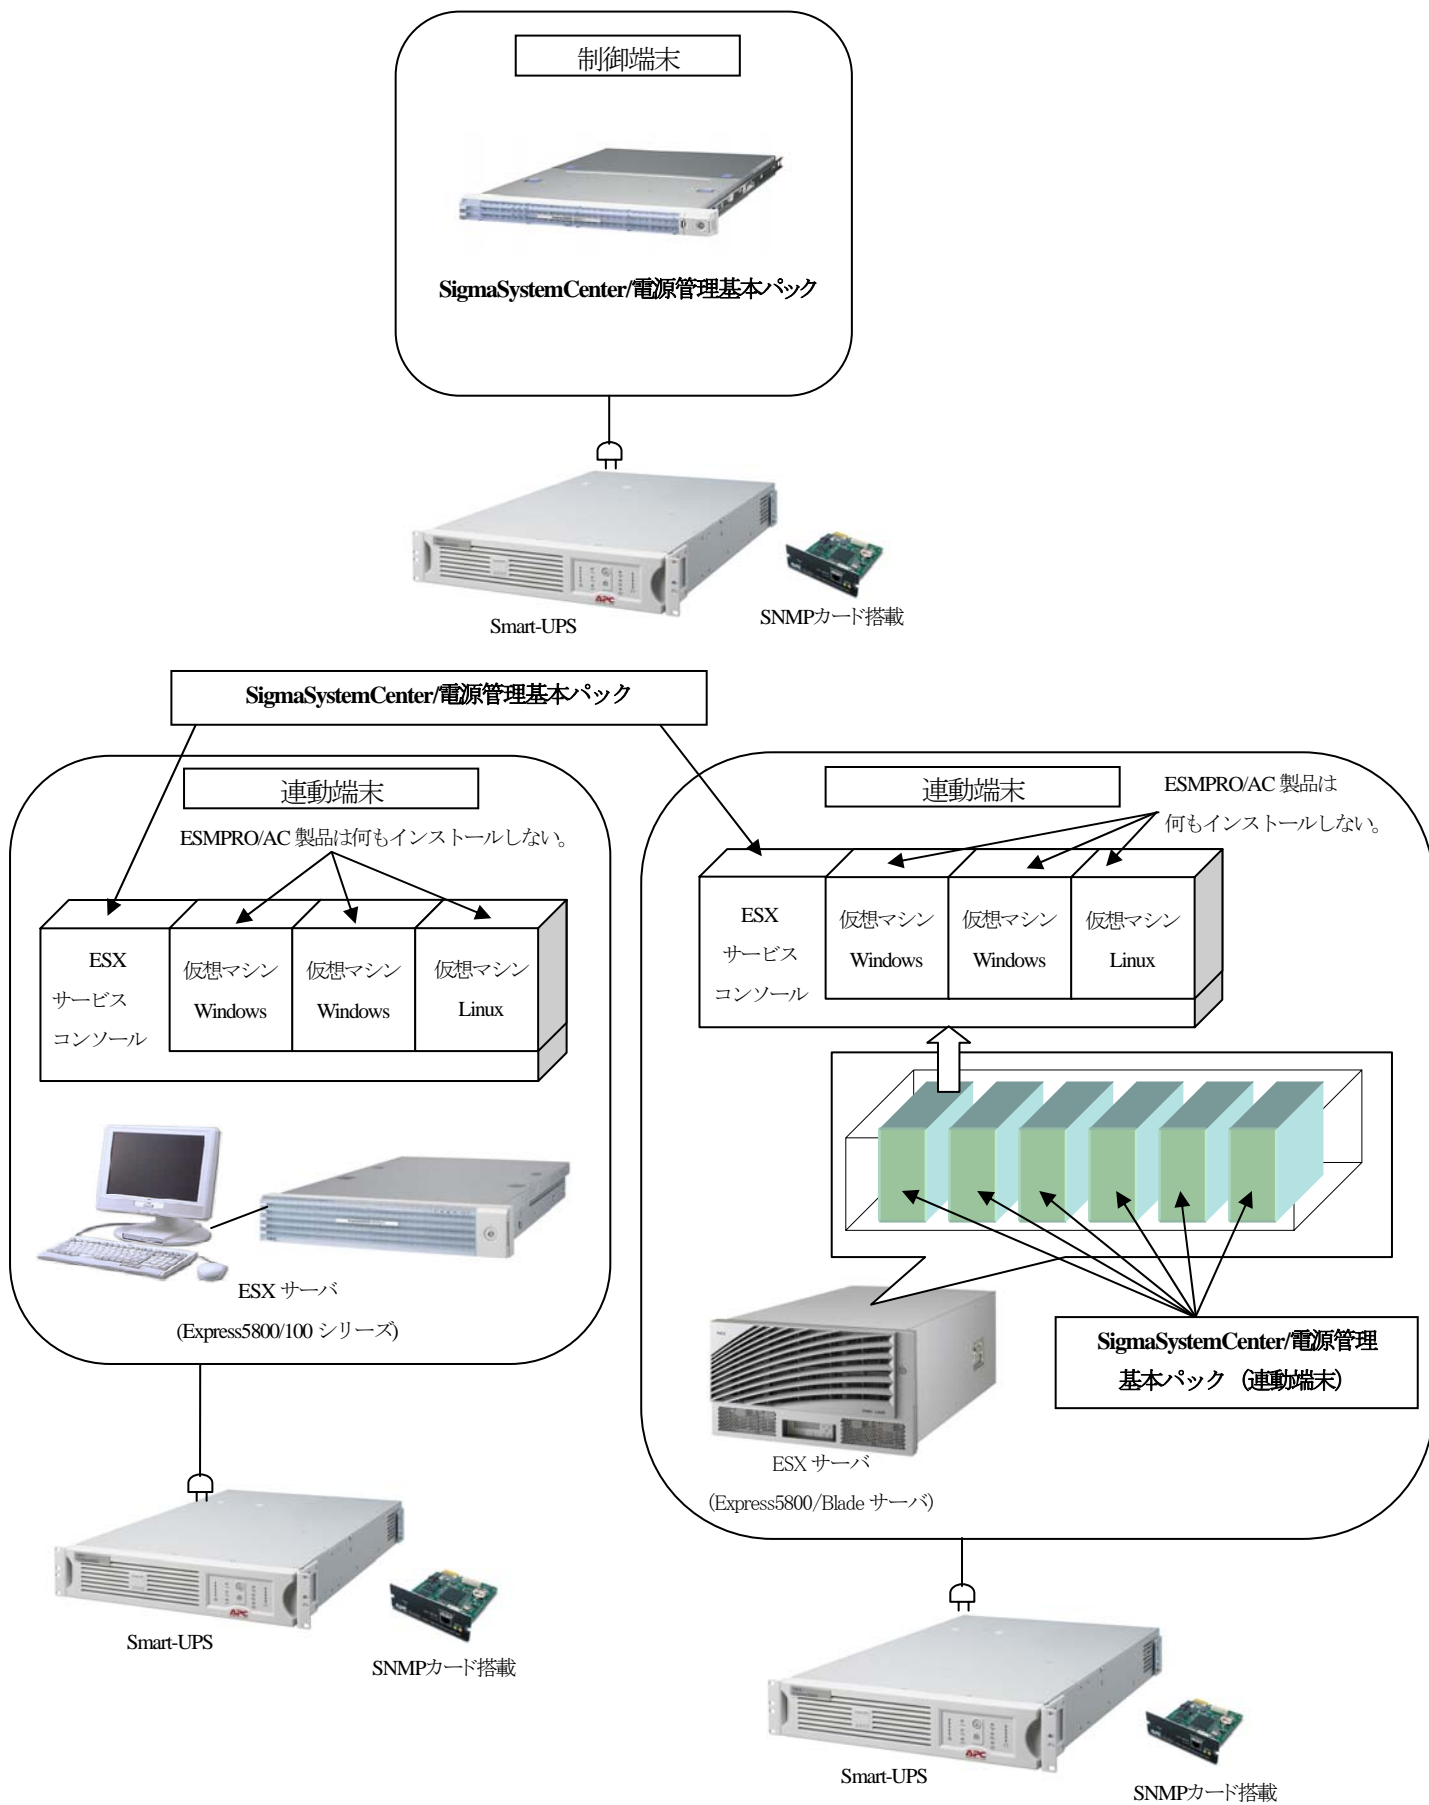 制御端末
SigmaSystemCenter/電源管理基本パック
APC
Smart-UPS
SNMPカード搭載
SigmaSystemCenter/電源管理基本パック
連動端末
ESMPRO/AC 製品は何もインストールしない。
ESX
サービス
コンソール
仮想マシン
Windows
仮想マシン
Windows
仮想マシン
Linux
ESX サーバ
(Express5800/100 シリーズ)
APC
Smart-UPS
SNMPカード搭載
連動端末
ESMPRO/AC 製品は
何もインストールしない。
ESX
サービス
コンソール
仮想マシン
Windows
仮想マシン
Windows
仮想マシン
Linux
SigmaSystemCenter/電源管理
基本パック（連動端末）
ESX サーバ
(Express5800/Blade サーバ)
APC
Smart-UPS
SNMPカード搭載